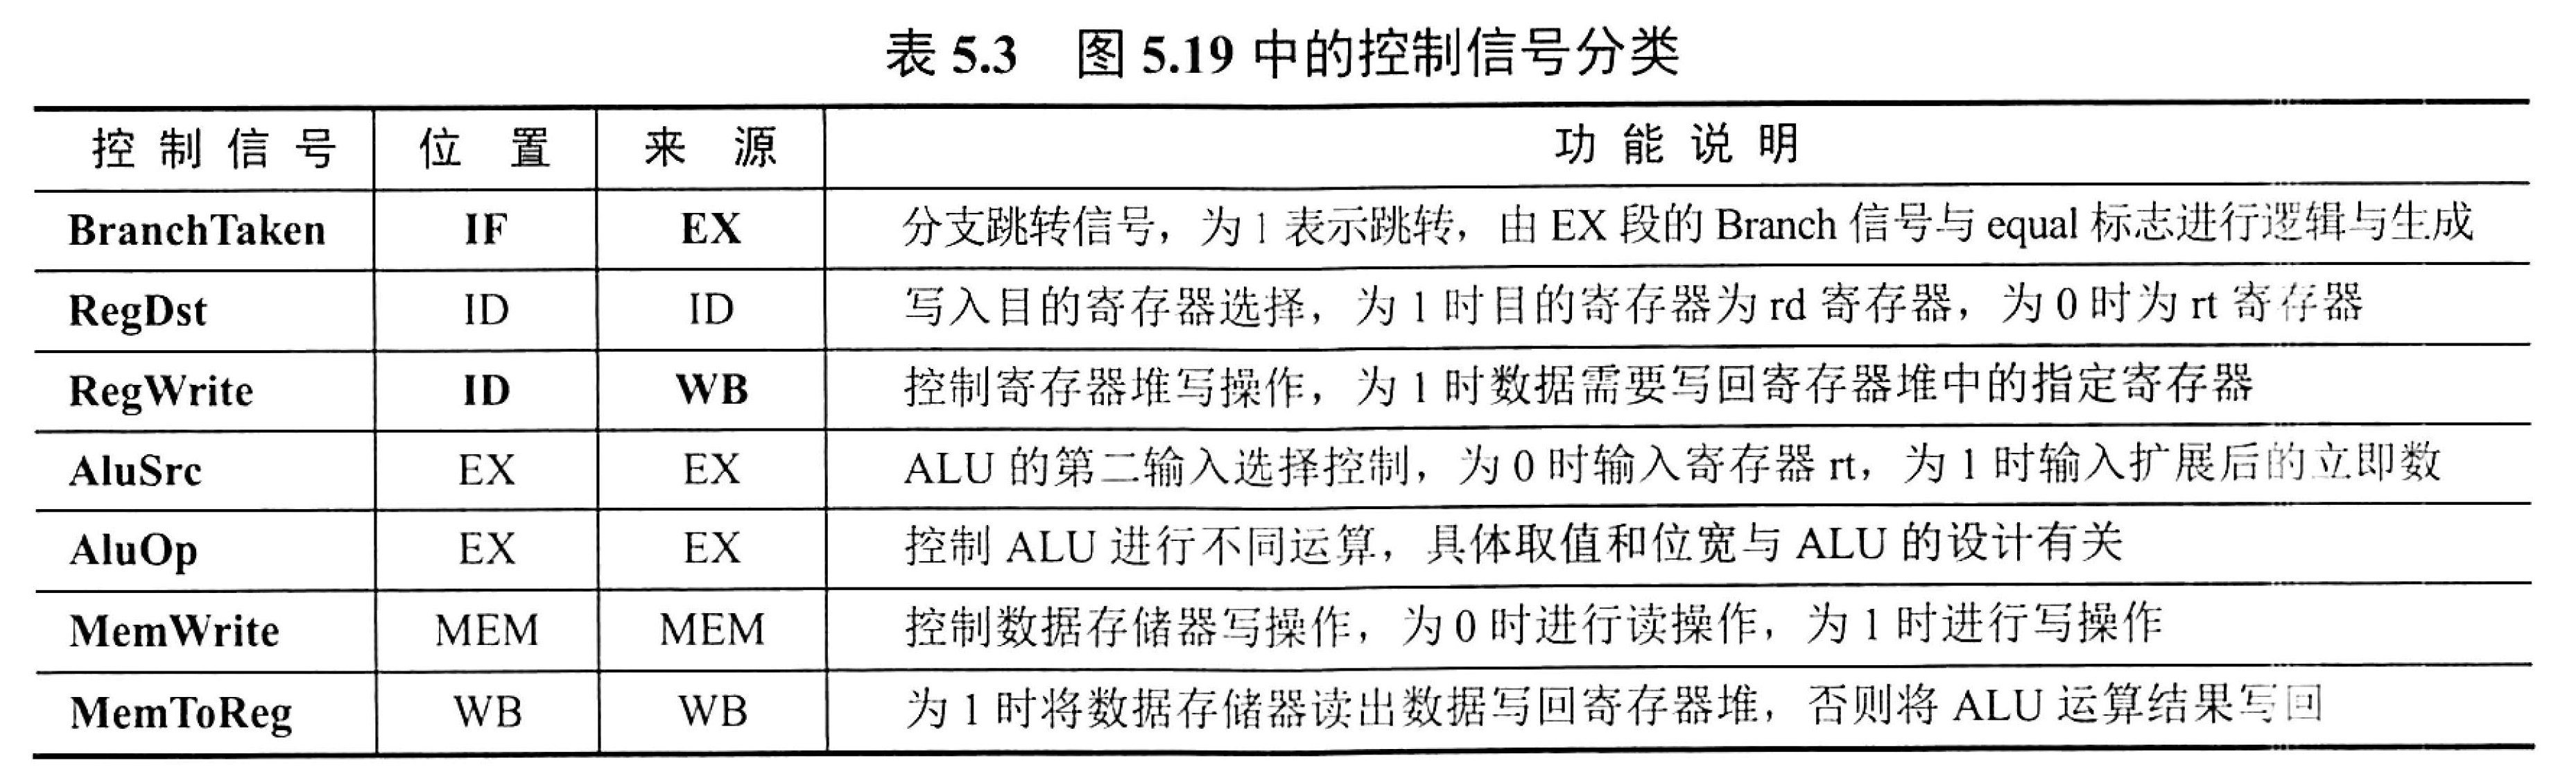 表 5.3 图 5.19 中的控制信号分类
控制信号 位置 来源 功能说明
BranchTaken IF EX 分支跳转信号，为 1 表示跳转，由 EX 段的 Branch 信号与 equal 标志进行逻辑与生成
RegDst ID ID 写入目的寄存器选择，为 1 时目的寄存器为 rd 寄存器，为 0 时为 rt 寄存器
RegWrite ID WB 控制寄存器堆写操作，为 1 时数据需要写回寄存器堆中的指定寄存器
AluSrc EX EX ALU 的第二输入选择控制，为 0 时输入寄存器 rt，为 1 时输入扩展后的立即数
AluOp EX EX 控制 ALU 进行不同运算，具体取值和位宽与 ALU 的设计有关
MemWrite MEM MEM 控制数据存储器写操作，为 0 时进行读操作，为 1 时进行写操作
MemToReg WB WB 为 1 时将数据存储器读出数据写回寄存器堆，否则将 ALU 运算结果写回